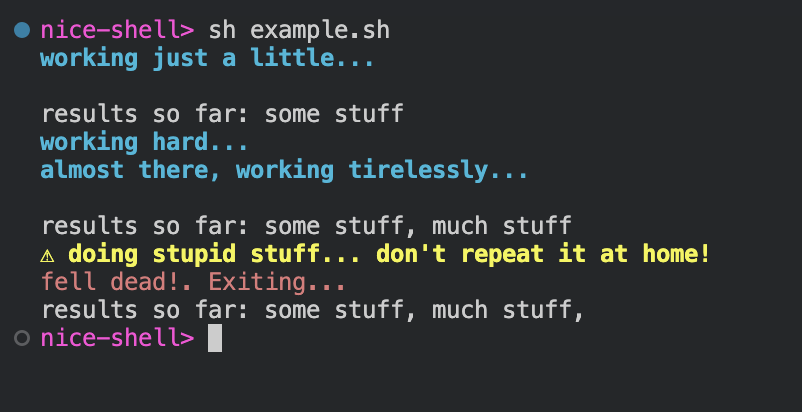 nice-shell> sh example.sh
working just a little...
results so far: some stuff
working hard...
almost there, working tirelessly...
results so far: some stuff, much stuff
⚠ doing stupid stuff... don't repeat it at home!
fell dead!. Exiting...
results so far: some stuff, much stuff,
nice-shell>